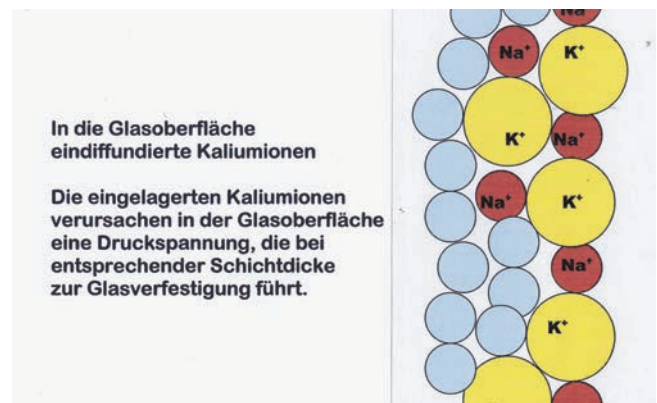 In die Glasoberfläche
eindiffundierte Kaliumionen
Die eingelagerten Kaliumionen
verursachen in der Glasoberfläche
eine Druckspannung, die bei
entsprechender Schichtdicke
zur Glasverfestigung führt.
Na⁺
Na⁺
K⁺
K⁺
Na⁺
Na⁺
K⁺
Na⁺
K⁺